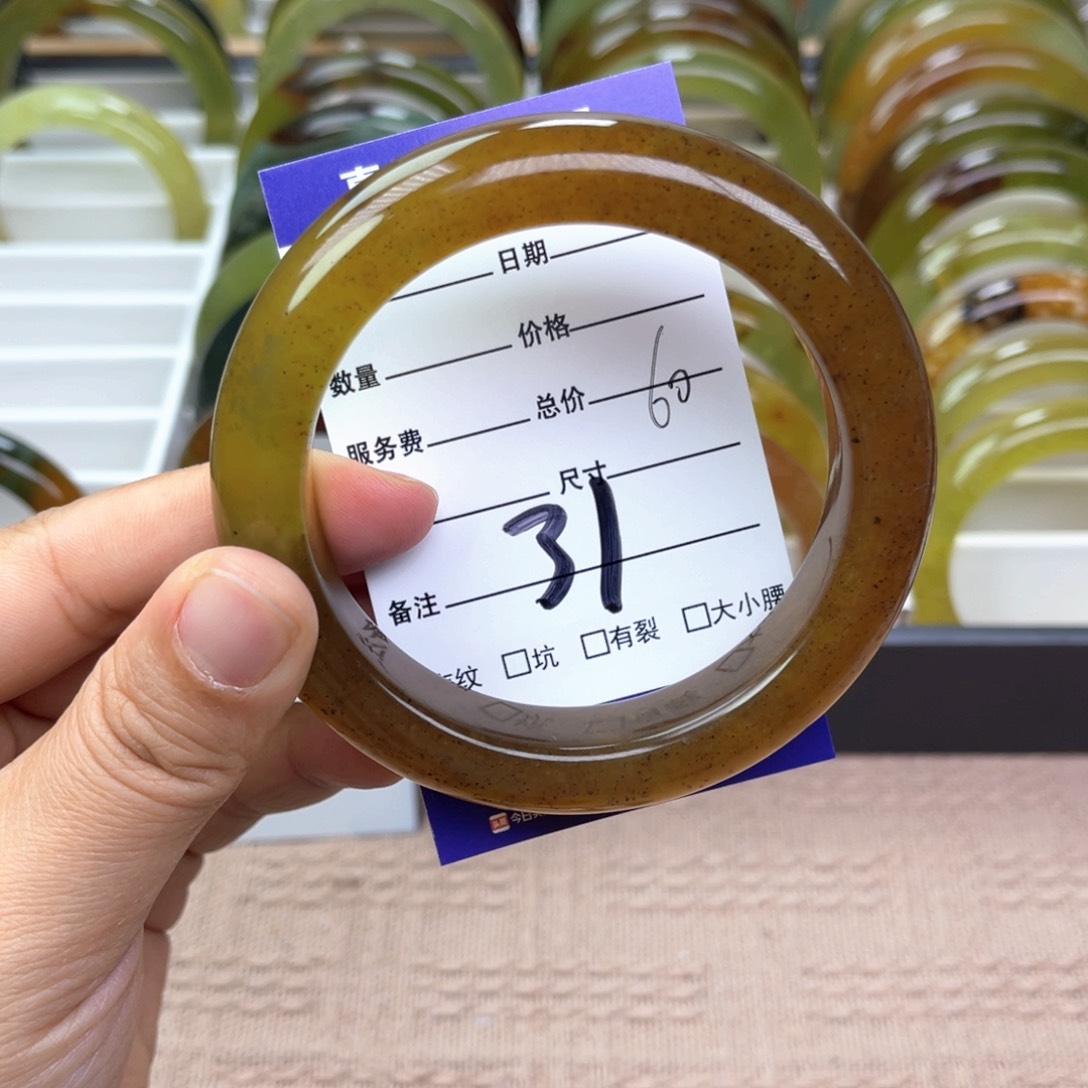 日期
数量 价格
服务费 总价 60
尺寸
31
备注
纹 □坑 □有裂 □大小腰